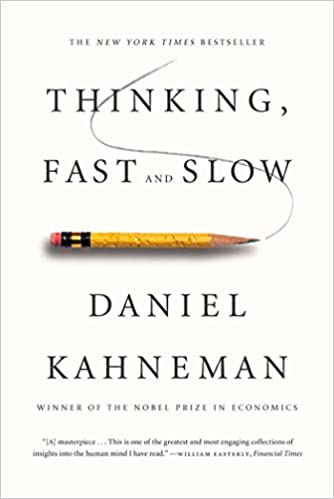 THE NEW YORK TIMES BESTSELLER
THINKING,
FAST AND SLOW
DANIEL
KAHNEMAN
WINNER OF THE NOBEL PRIZE IN ECONOMICS
"[A] masterpiece . . . This is one of the greatest and most engaging collections of
insights into the human mind I have read." —WILLIAM EASTERLY, Financial Times